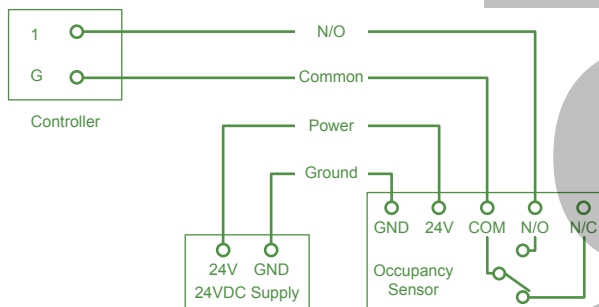 1
N/O
G
Common
Controller
Power
Ground
GND 24V COM N/O N/C
24V GND
24VDC Supply
Occupancy
Sensor